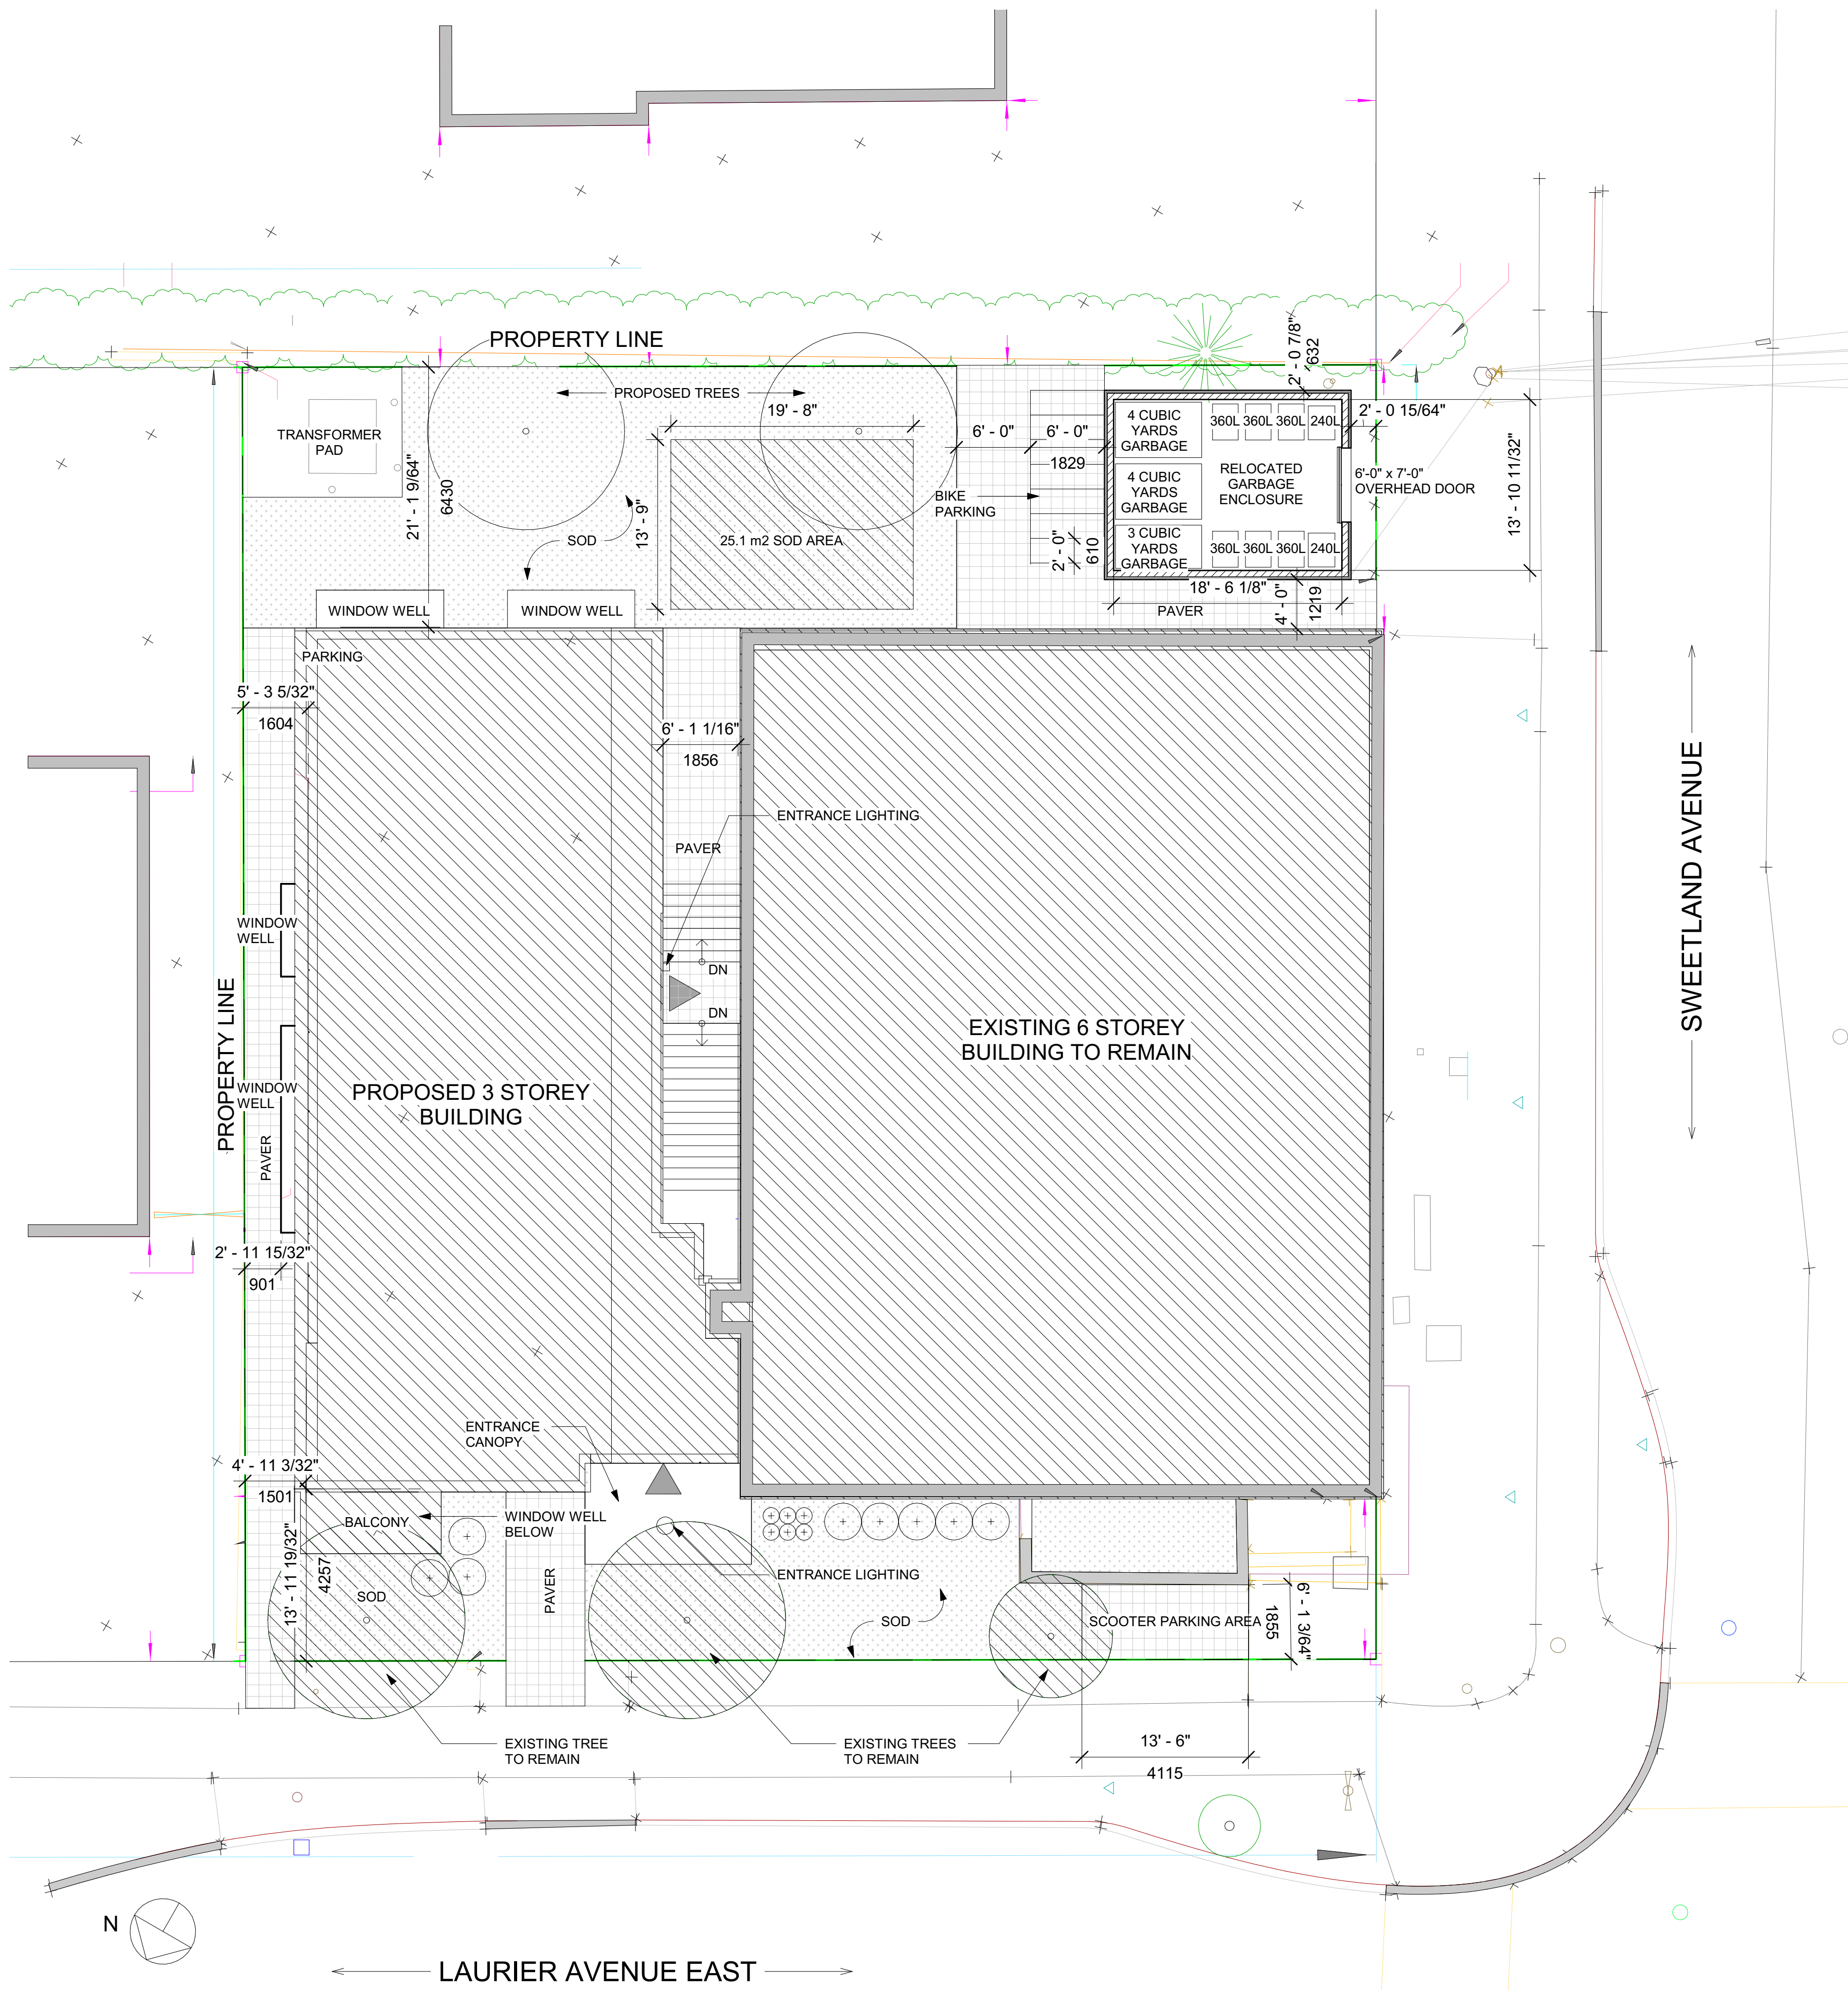 PROPERTY LINE
PROPOSED TREES
19' - 8"
TRANSFORMER
PAD
21' - 1 9/64"
6430
13' - 9"
SOD
25.1 m2 SOD AREA
6' - 0"
6' - 0"
1829
BIKE
PARKING
2' - 0"
610
2' - 0 7/8"
632
4 CUBIC
YARDS
GARBAGE
360L
360L
360L
240L
2' - 0 15/64"
4 CUBIC
YARDS
GARBAGE
RELOCATED
GARBAGE
ENCLOSURE
6'-0" x 7'-0"
OVERHEAD DOOR
13' - 10 11/32"
3 CUBIC
YARDS
GARBAGE
360L
360L
360L
240L
18' - 6 1/8"
PAVER
4' - 0"
1219
WINDOW WELL
WINDOW WELL
PARKING
5' - 3 5/32"
1604
6' - 1 1/16"
1856
ENTRANCE LIGHTING
PAVER
WINDOW
WELL
DN
DN
PROPERTY LINE
WINDOW
WELL
PAVER
PROPOSED 3 STOREY
BUILDING
EXISTING 6 STOREY
BUILDING TO REMAIN
SWEETLAND AVENUE
2' - 11 15/32"
901
ENTRANCE
CANOPY
4' - 11 3/32"
1501
BALCONY
WINDOW WELL
BELOW
13' - 11 19/32"
4257
SOD
PAVER
ENTRANCE LIGHTING
SOD
SCOOTER PARKING AREA
1855
6' - 1 3/64"
EXISTING TREE
TO REMAIN
EXISTING TREES
TO REMAIN
13' - 6"
4115
N
LAURIER AVENUE EAST